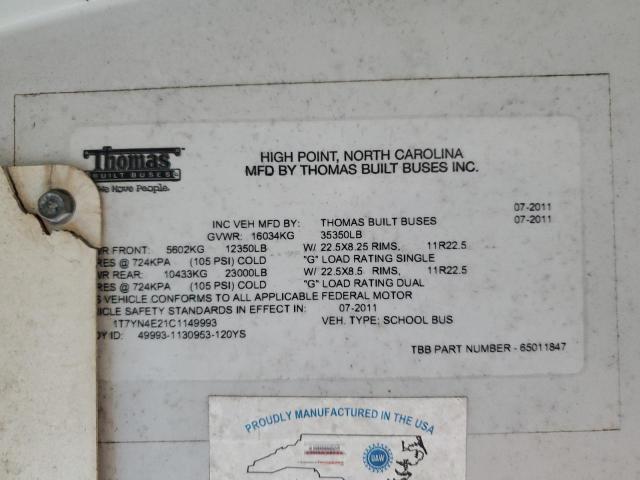 Thomas
BUILT BUSES
We Have People.
HIGH POINT, NORTH CAROLINA
MFD BY THOMAS BUILT BUSES INC.
07-2011
INC VEH MFD BY: THOMAS BUILT BUSES 07-2011
GVWR: 16034KG 35350LB
WR FRONT: 5602KG 12350LB W/ 22.5X8.25 RIMS, 11R22.5
RES @ 724KPA (105 PSI) COLD "G" LOAD RATING SINGLE
WR REAR: 10433KG 23000LB W/ 22.5X8.5 RIMS, 11R22.5
RES @ 724KPA (105 PSI) COLD "G" LOAD RATING DUAL
S VEHICLE CONFORMS TO ALL APPLICABLE FEDERAL MOTOR
ICLE SAFETY STANDARDS IN EFFECT IN: 07-2011
1T7YN4E21C1149993 VEH. TYPE: SCHOOL BUS
DY ID: 49993-1130953-120YS
TBB PART NUMBER - 65011847
PROUDLY MANUFACTURED IN THE USA
UAW